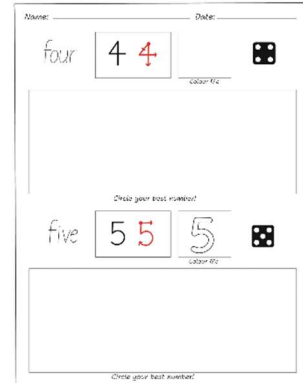 Name: Date:
four 4 4
Colour Me
Circle your best number!
five 5 5 5
Colour Me
Circle your best number!